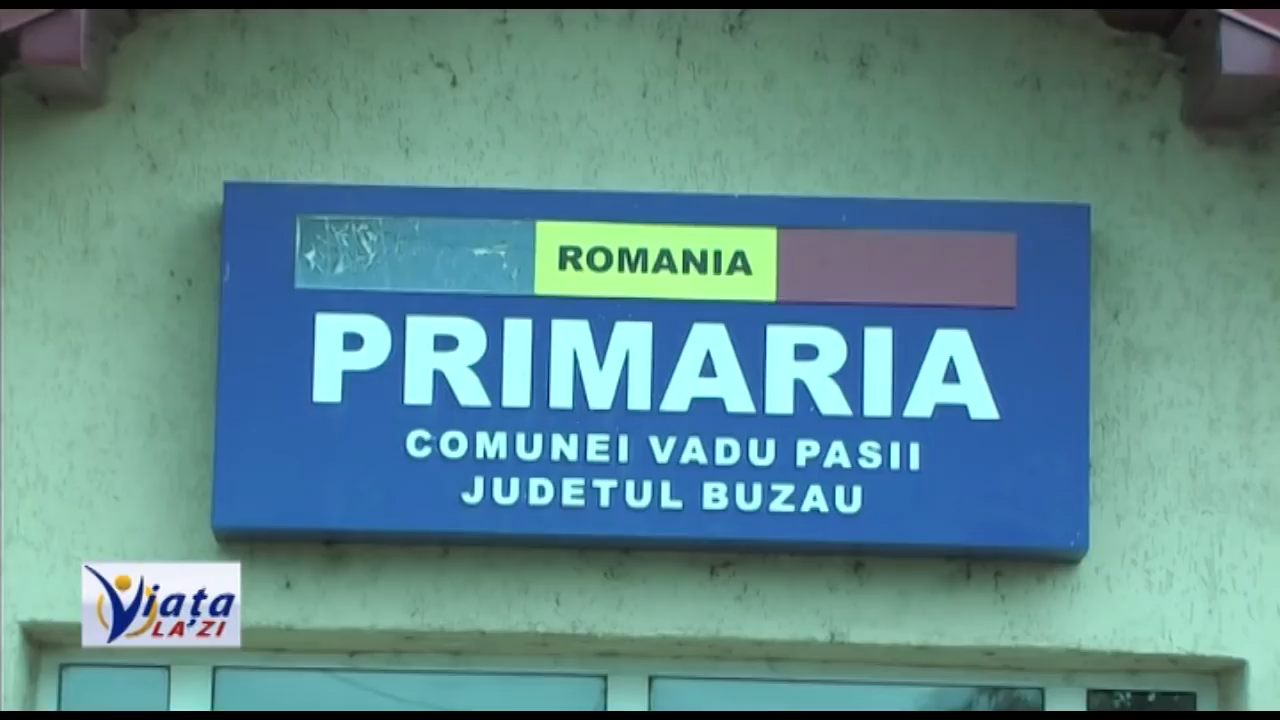 ROMANIA
PRIMARIA
COMUNEI VADU PASII
JUDETUL BUZAU
Viața
LA ZI